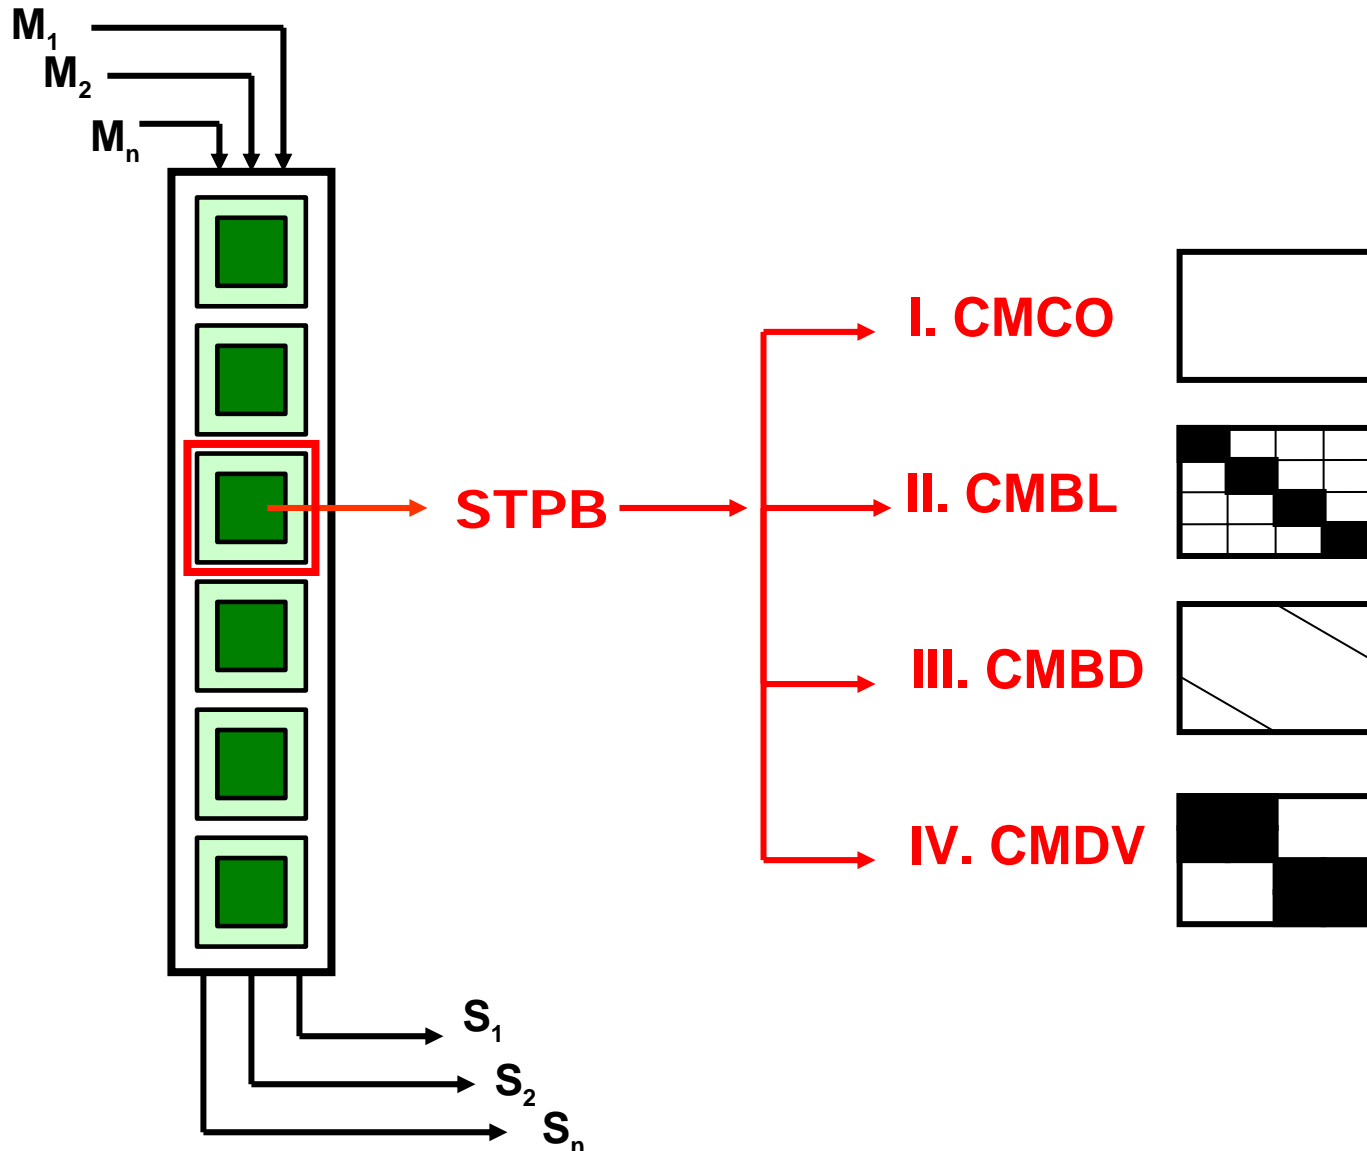 M1
M2
Mn
I. CMCO
II. CMBL
STPB
III. CMBD
IV. CMDV
S1
S2
Sn